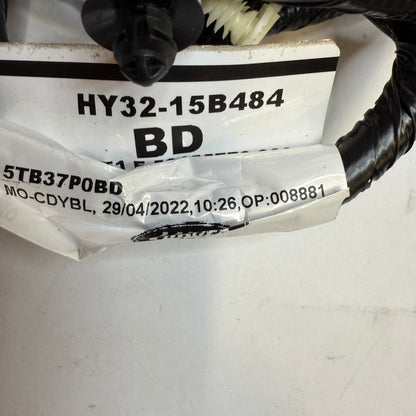 HY32-15B484
BD
5TB37P0BD
MO-CDYBL, 29/04/2022,10:26,OP:008881